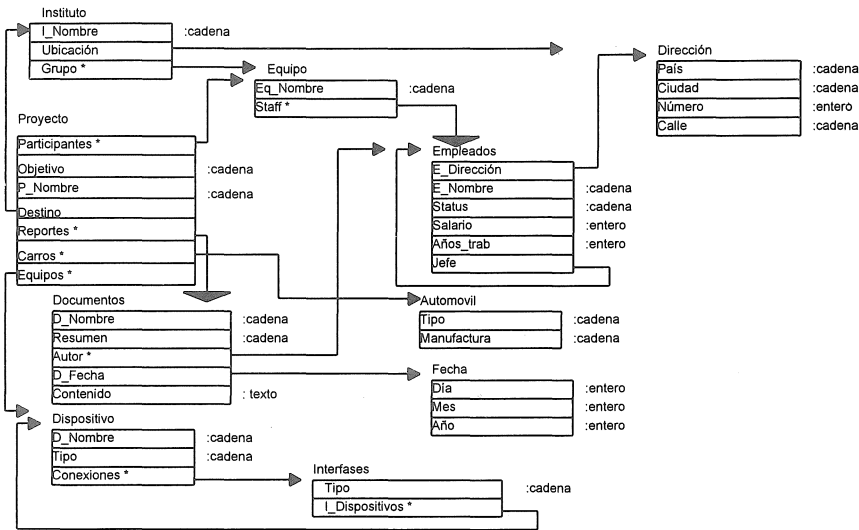 Instituto
I_Nombre :cadena
Ubicación
Grupo *
Equipo
Eq_Nombre :cadena
Staff *
Dirección
País :cadena
Ciudad :cadena
Número :entero
Calle :cadena
Proyecto
Participantes *
Objetivo :cadena
P_Nombre :cadena
Destino
Reportes *
Carros *
Equipos *
Empleados
E_Dirección
E_Nombre :cadena
Status :cadena
Salario :entero
Años_trab :entero
Jefe
Documentos
D_Nombre :cadena
Resumen :cadena
Autor *
D_Fecha
Contenido : texto
Automovil
Tipo :cadena
Manufactura :cadena
Fecha
Día :entero
Mes :entero
Año :entero
Dispositivo
D_Nombre :cadena
Tipo :cadena
Conexiones *
Interfases
Tipo :cadena
I_Dispositivos *